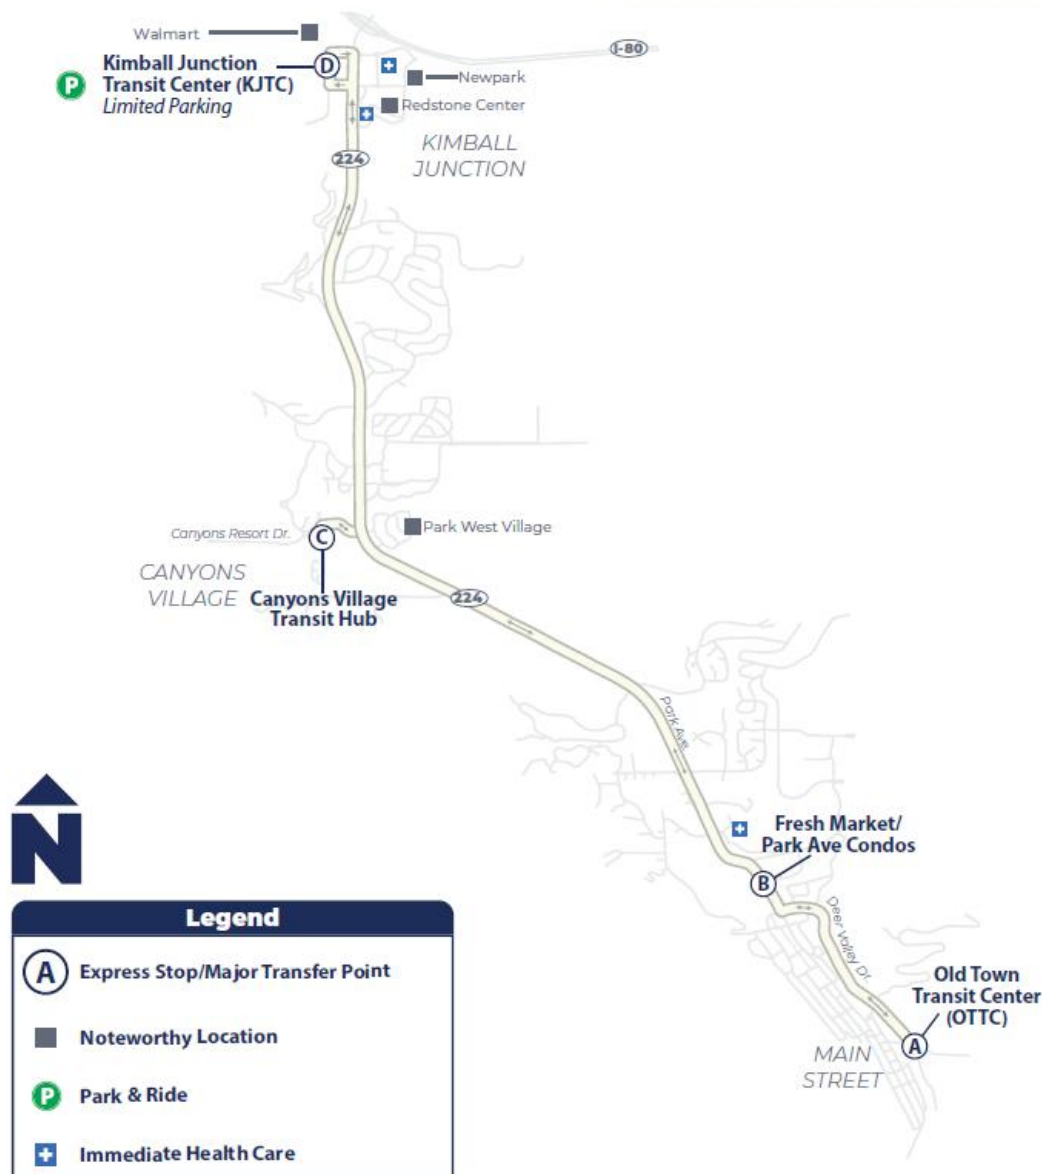 Walmart
I-80
D
Kimball Junction
Transit Center (KJTC)
Limited Parking
P
Newpark
Redstone Center
KIMBALL
JUNCTION
224
Park West Village
Canyons Resort Dr.
C
CANYONS
VILLAGE
Canyons Village
Transit Hub
224
Park Ave.
N
Fresh Market/
Park Ave Condos
B
Deer Valley Dr.
Old Town
Transit Center
(OTTC)
A
MAIN
STREET
Legend
A Express Stop/Major Transfer Point
Noteworthy Location
P Park & Ride
Immediate Health Care